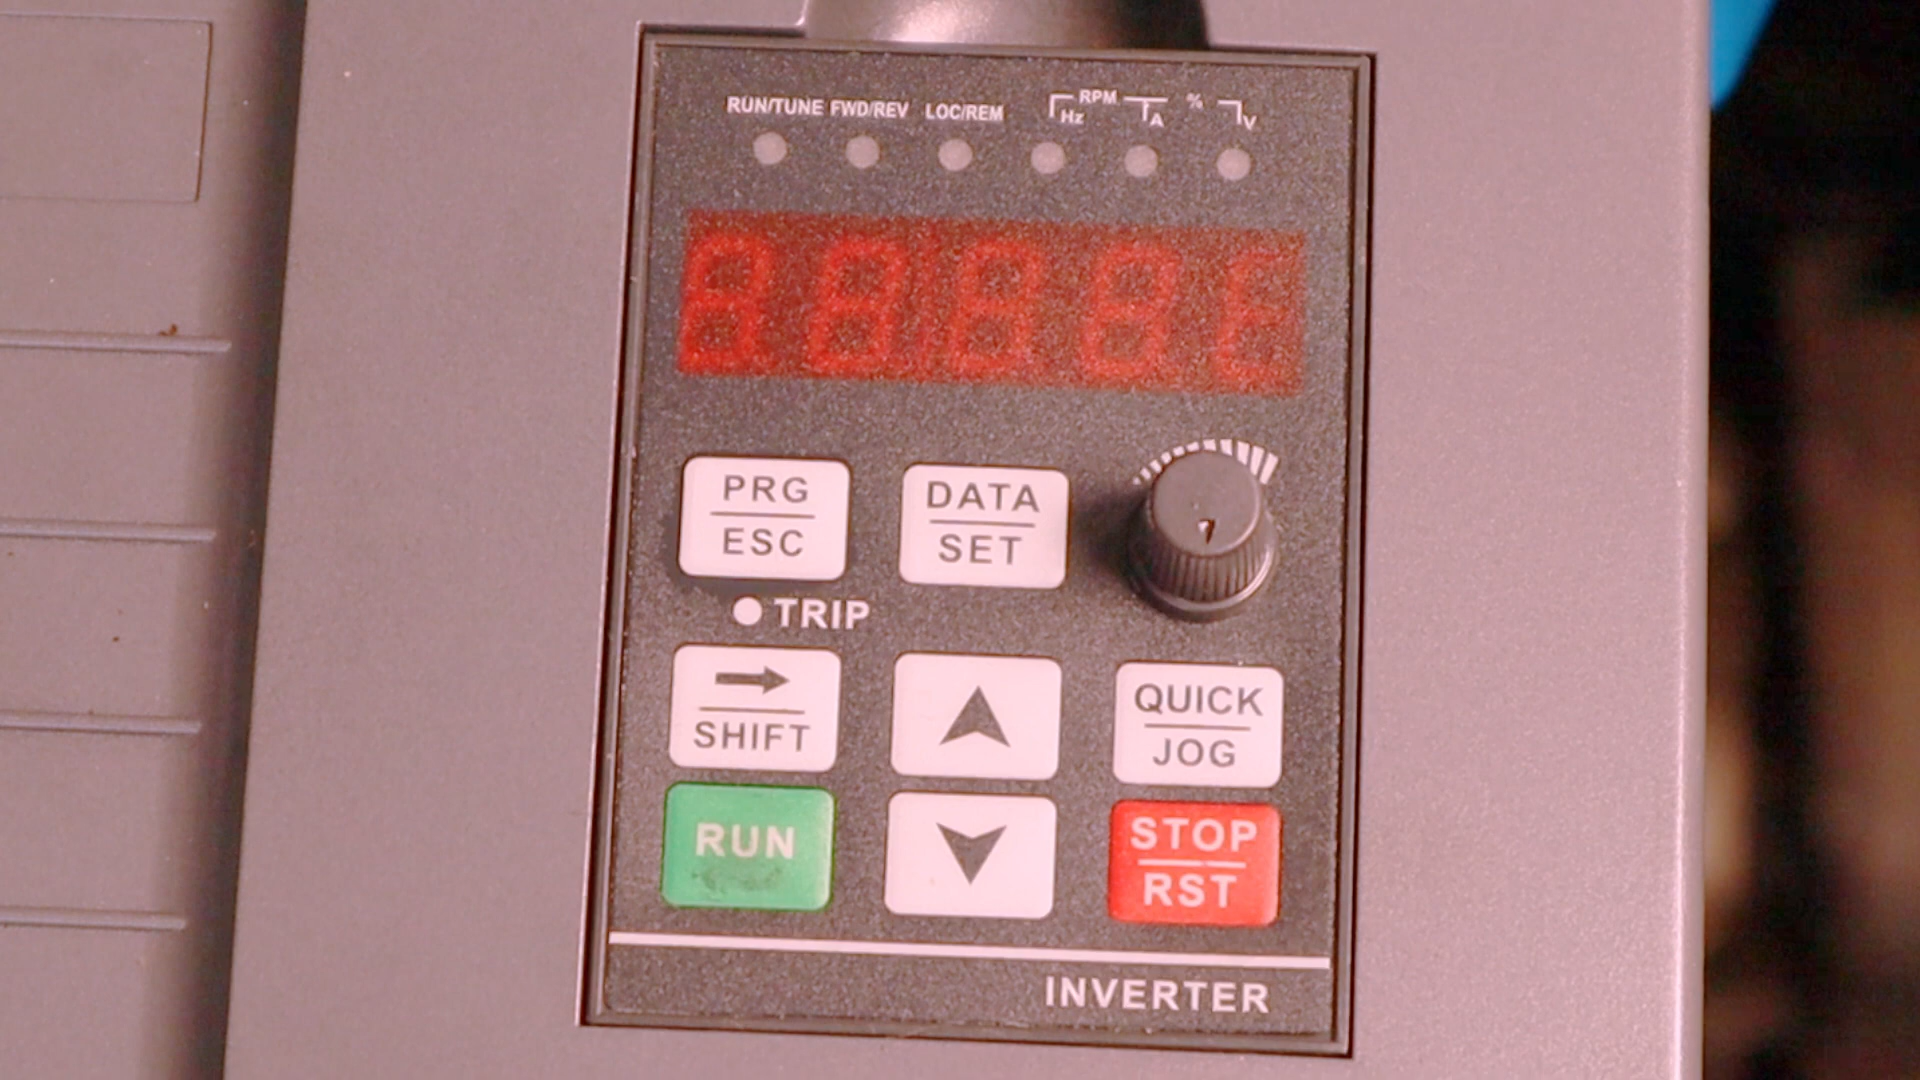 RUN/TUNE FWD/REV LOC/REM Hz RPM A % V
PRG
ESC
DATA
SET
TRIP
SHIFT
QUICK
JOG
RUN
STOP
RST
INVERTER